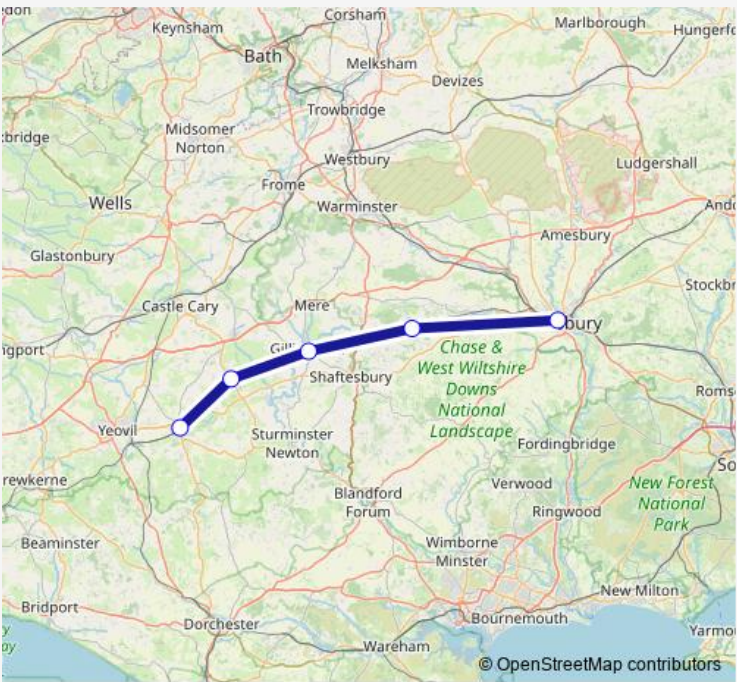 Corsham
Keynsham
Marlborough
Bath
Melksham
Devizes
Trowbridge
Midsomer
Norton
Westbury
Ludgershall
Frome
Wells
Warminster
Amesbury
Glastonbury
Castle Cary
Mere
bury
Chase &
West Wiltshire
Downs
National
Landscape
Shaftesbury
Yeovil
Sturminster
Newton
Fordingbridge
Verwood
New Forest
National
Park
Blandford
Forum
Ringwood
Beaminster
Wimborne
Minster
New Milton
Bridport
Dorchester
Bournemouth
Wareham
© OpenStreetMap contributors